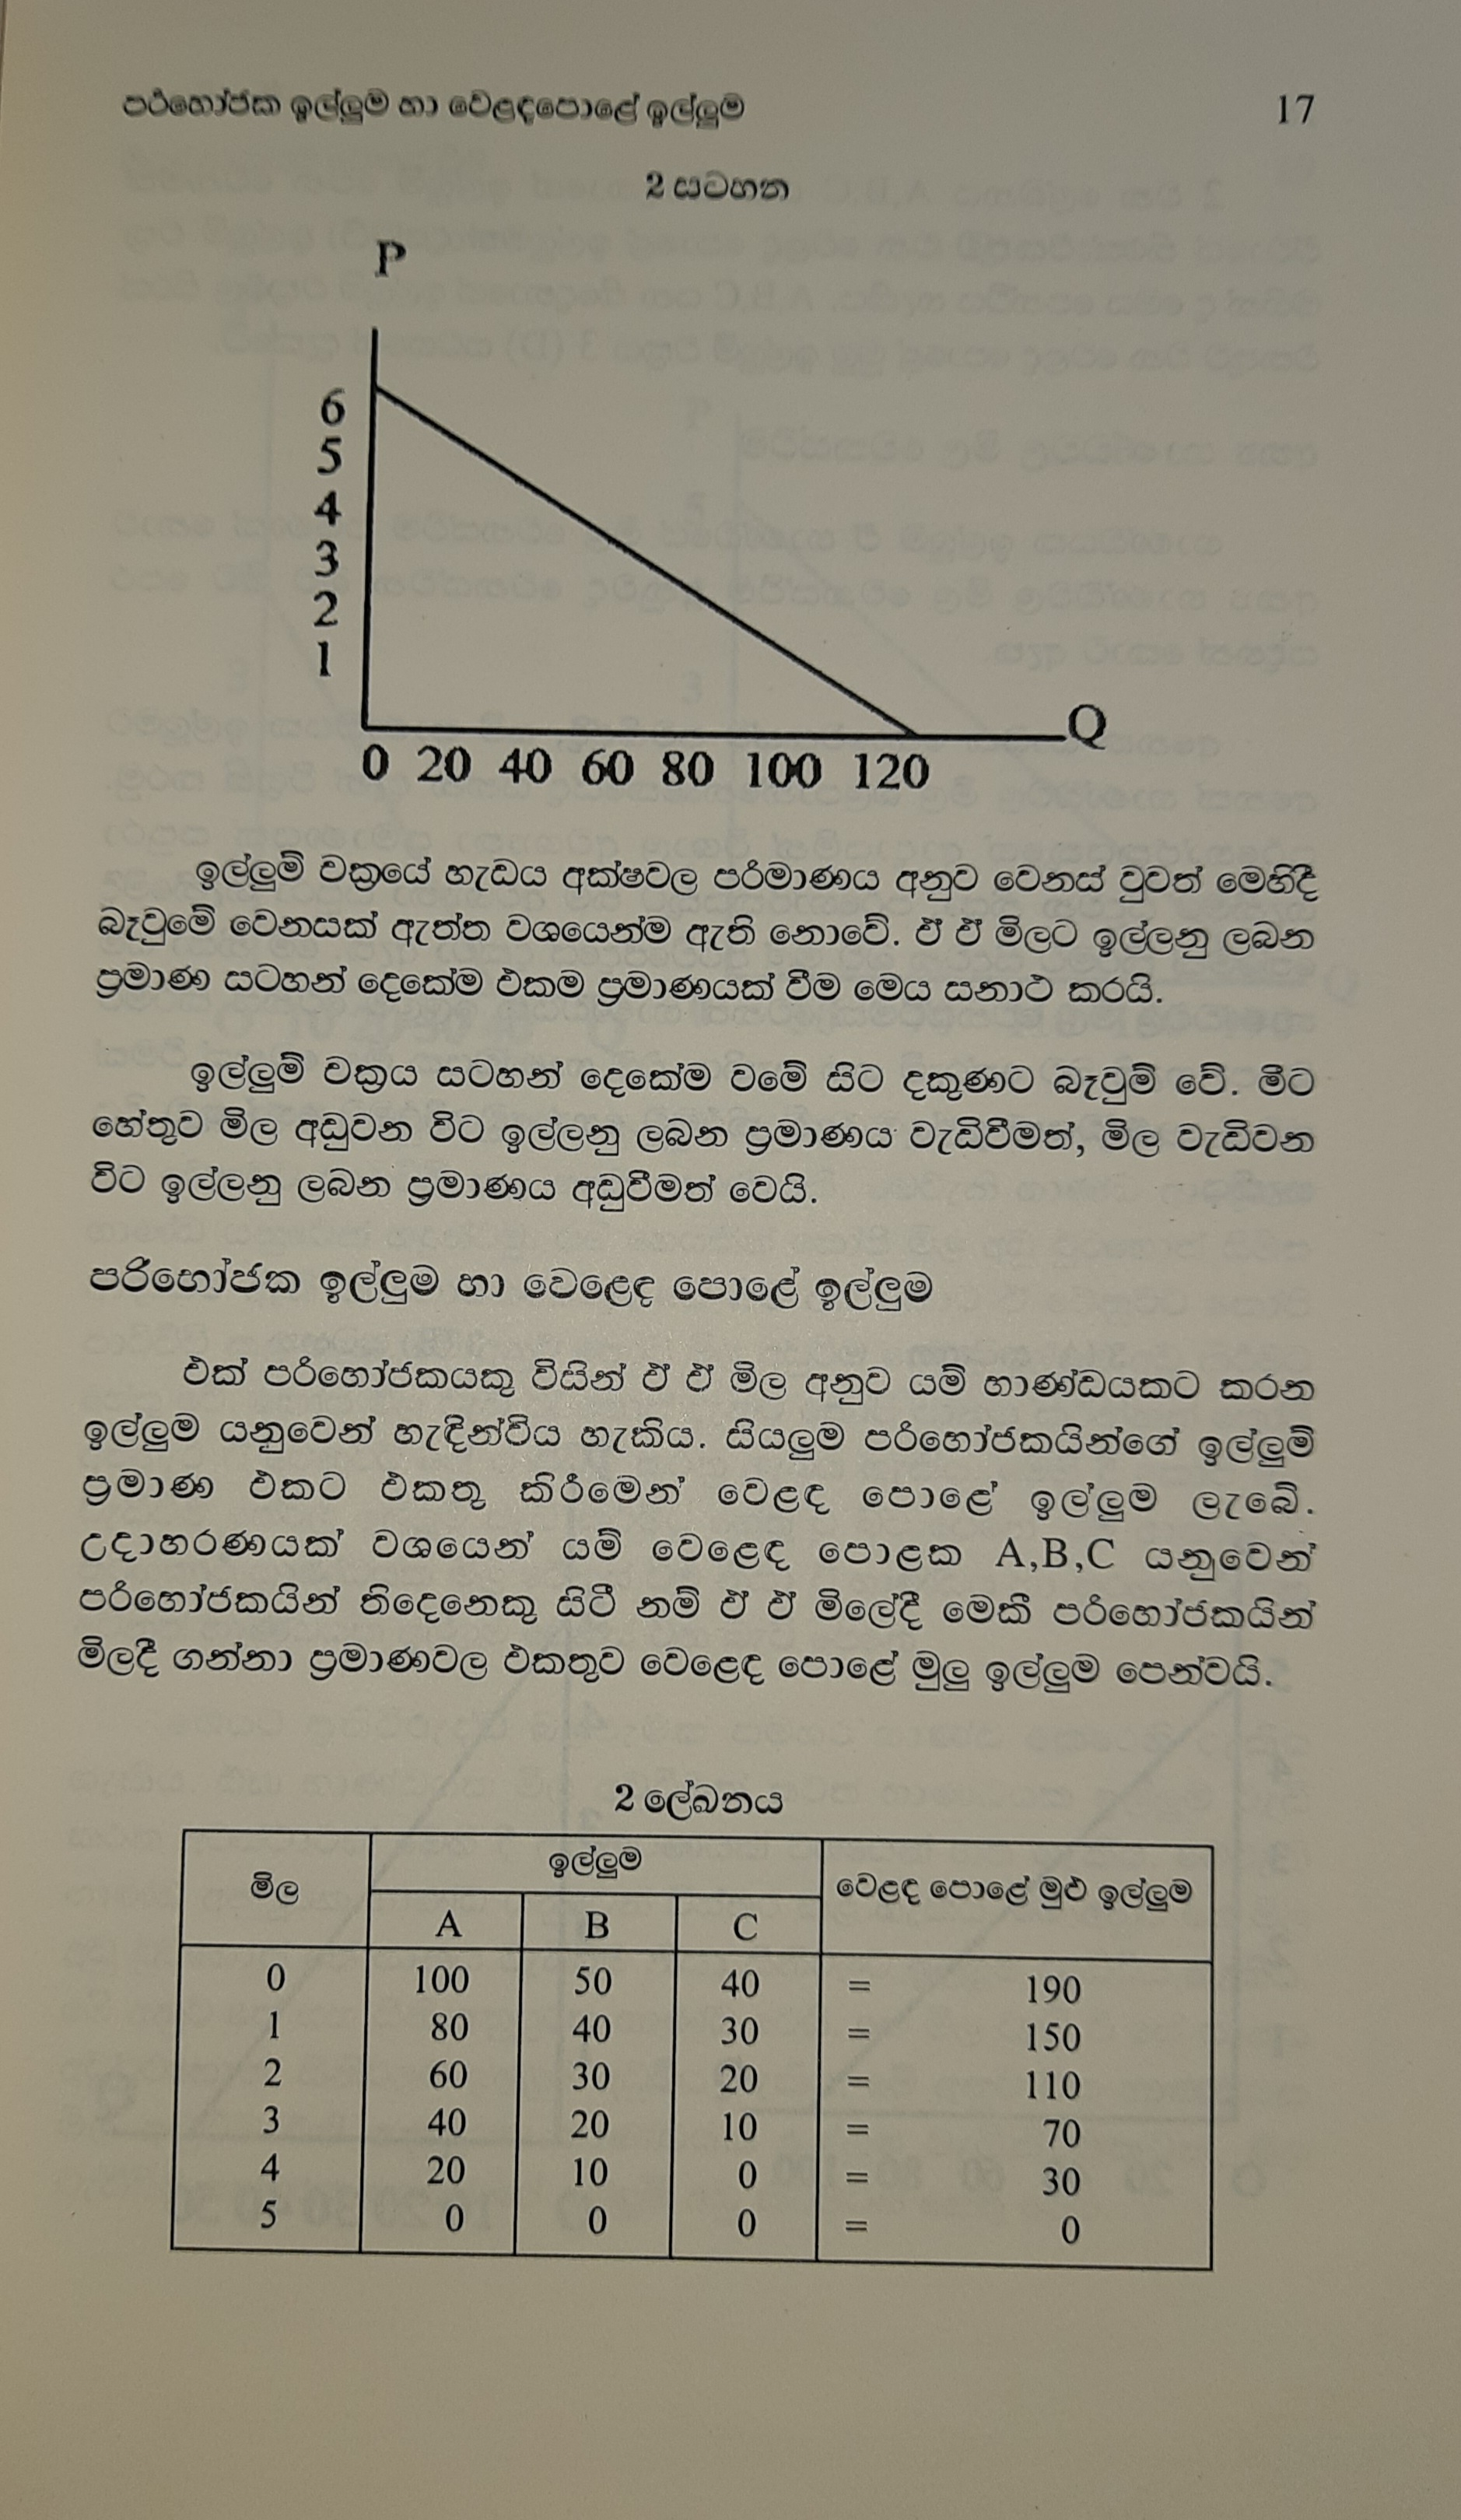 පරිභෝජක ඉල්ලුම හා වෙළඳපොළේ ඉල්ලුම 17
2 සටහන
P
6
5
4
3
2
1
Q
0 20 40 60 80 100 120
ඉල්ලුම් වක්‍රයේ හැඩය අක්ෂවල පරිමාණය අනුව වෙනස් වුවත් මෙහිදී
බෑවුමේ වෙනසක් ඇත්ත වශයෙන්ම ඇති නොවේ. ඒ ඒ මිලට ඉල්ලනු ලබන
ප්‍රමාණ සටහන් දෙකේම එකම ප්‍රමාණයක් වීම මෙය සනාථ කරයි.
ඉල්ලුම් වක්‍රය සටහන් දෙකේම වමේ සිට දකුණට බෑවුම් වේ. මීට
හේතුව මිල අඩුවන විට ඉල්ලනු ලබන ප්‍රමාණය වැඩිවීමත්, මිල වැඩිවන
විට ඉල්ලනු ලබන ප්‍රමාණය අඩුවීමත් වෙයි.
පරිභෝජක ඉල්ලුම හා වෙළෙඳ පොළේ ඉල්ලුම
එක් පරිභෝජකයකු විසින් ඒ ඒ මිල අනුව යම් භාණ්ඩයකට කරන
ඉල්ලුම යනුවෙන් හැඳින්විය හැකිය. සියලුම පරිභෝජකයින්ගේ ඉල්ලුම්
ප්‍රමාණ එකට එකතු කිරීමෙන් වෙළඳ පොළේ ඉල්ලුම ලැබේ.
උදාහරණයක් වශයෙන් යම් වෙළෙඳ පොළක A,B,C යනුවෙන්
පරිභෝජකයින් තිදෙනෙකු සිටී නම් ඒ ඒ මිලේදී මෙකී පරිභෝජකයින්
මිලදී ගන්නා ප්‍රමාණවල එකතුව වෙළෙඳ පොළේ මුලු ඉල්ලුම පෙන්වයි.
2 ලේඛනය
මිල ඉල්ලුම වෙළඳ පොළේ මුළු ඉල්ලුම
A B C
0 100 50 40 = 190
1 80 40 30 = 150
2 60 30 20 = 110
3 40 20 10 = 70
4 20 10 0 = 30
5 0 0 0 = 0